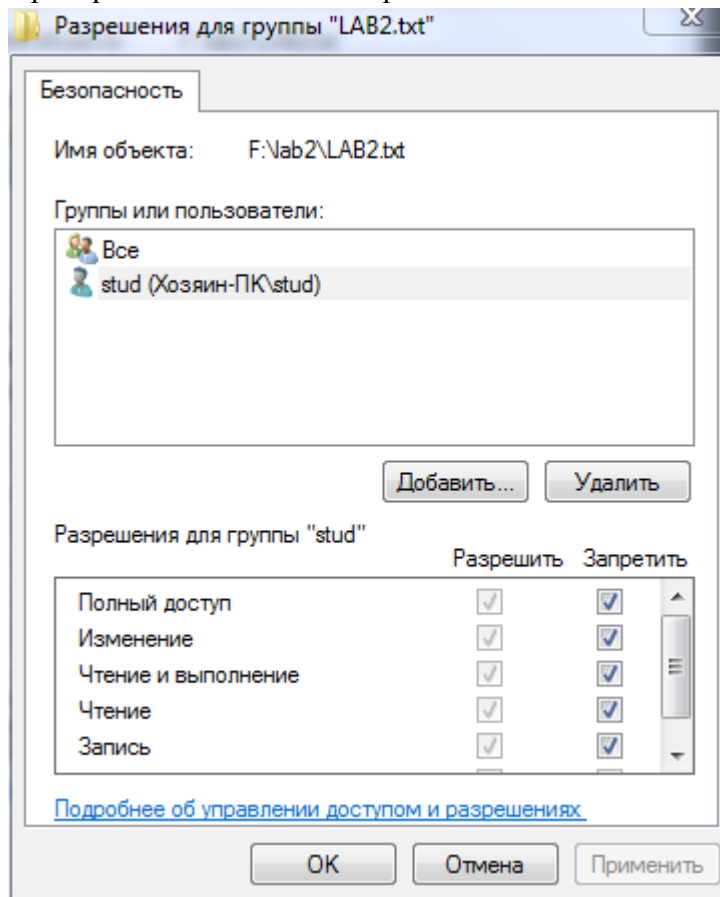 Разрешения для группы "LAB2.txt"
Безопасность
Имя объекта: F:\lab2\LAB2.txt
Группы или пользователи:
Все
stud (Хозяин-ПК\stud)
Добавить... Удалить
Разрешения для группы "stud"
Разрешить Запретить
Полный доступ
Изменение
Чтение и выполнение
Чтение
Запись
Подробнее об управлении доступом и разрешениях
ОК Отмена Применить